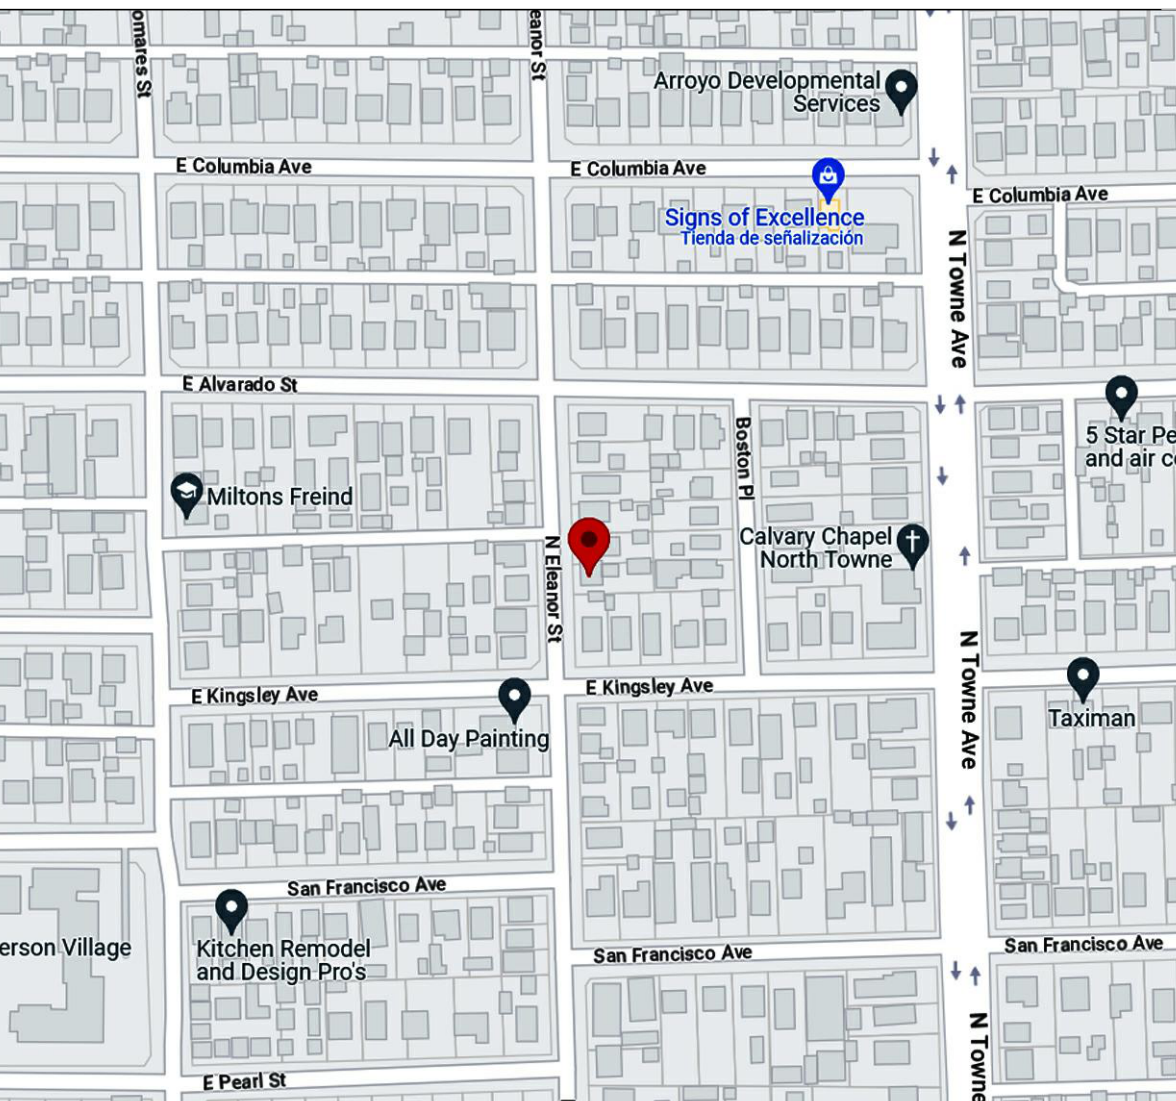 omares St
eanor St
Arroyo Developmental
Services
E Columbia Ave
E Columbia Ave
E Columbia Ave
Signs of Excellence
Tienda de señalización
N Towne Ave
E Alvarado St
Boston Pl
5 Star Pe
and air c
Miltons Freind
N Eleanor St
Calvary Chapel
North Towne
N Towne Ave
E Kingsley Ave
E Kingsley Ave
Taximan
All Day Painting
San Francisco Ave
San Francisco Ave
San Francisco Ave
erson Village
Kitchen Remodel
and Design Pro's
N Towne
E Pearl St